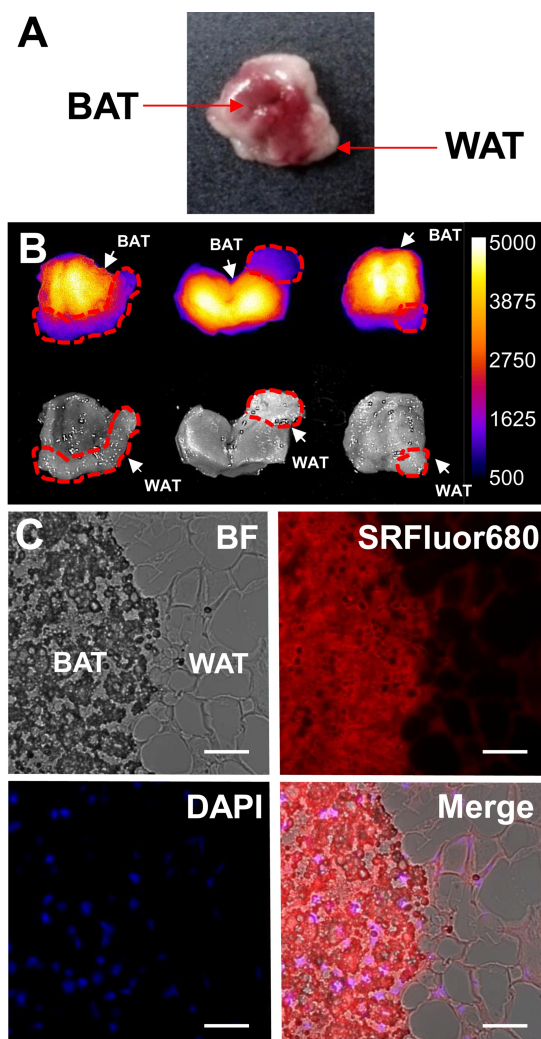 A
BAT
WAT
B
BAT
BAT
BAT
5000
3875
2750
1625
500
WAT
WAT
WAT
C
BF
SRFluor680
BAT
WAT
DAPI
Merge